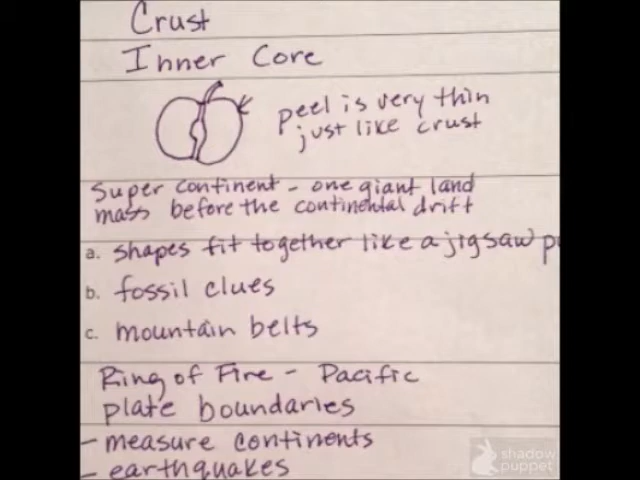 Crust
Inner Core
peel is very thin
just like crust
Super continent - one giant land
mass before the continental drift
a. shapes fit together like a jigsaw
b. fossil clues
c. mountain belts
Ring of Fire - Pacific
plate boundaries
- measure continents
- earthquakes
shadow
puppet